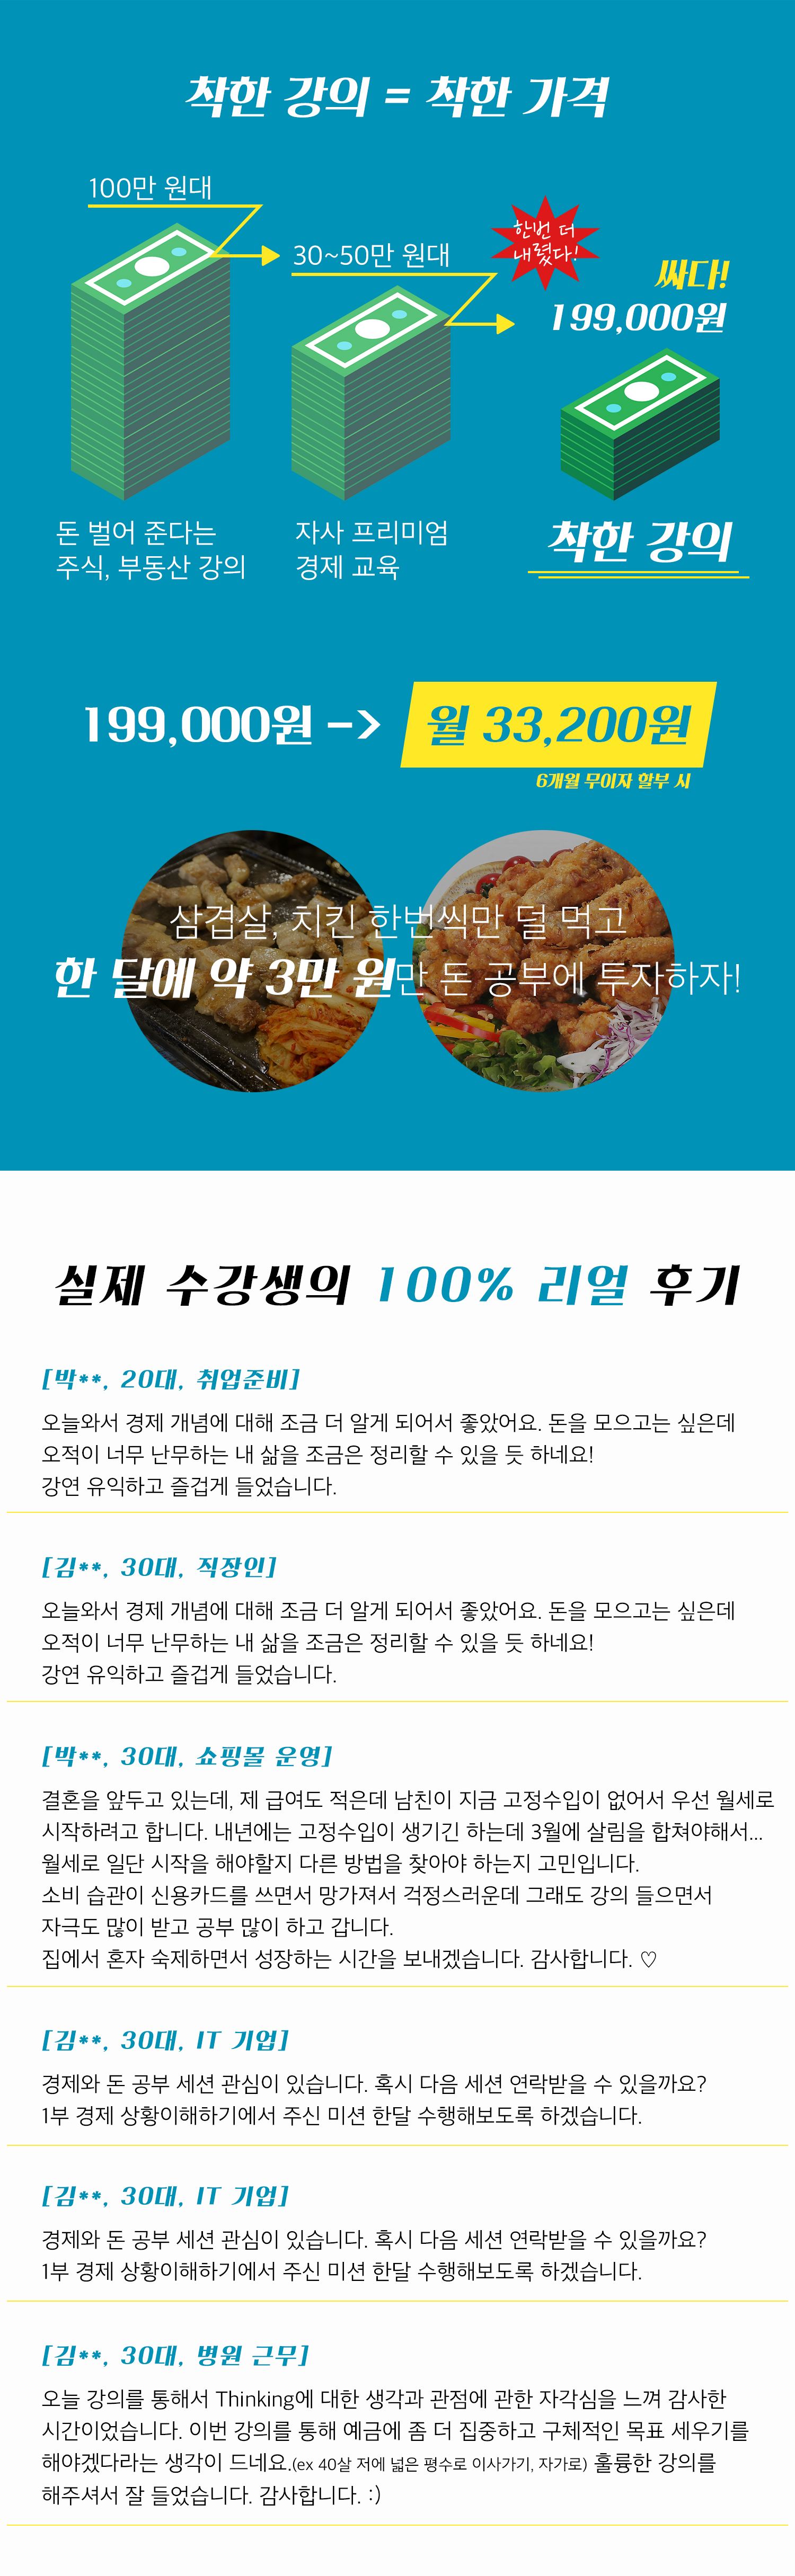 착한 강의 = 착한 가격
100만 원대
30~50만 원대
한번 더
내렸다!
싸다!
199,000원
돈 벌어 준다는
주식, 부동산 강의
자사 프리미엄
경제 교육
착한 강의
199,000원 -> 월 33,200원
6개월 무이자 할부 시
삼겹살, 치킨 한번씩만 덜 먹고
한 달에 약 3만 원만 돈 공부에 투자하자!
실제 수강생의 100% 리얼 후기
[박**, 20대, 취업준비]
오늘와서 경제 개념에 대해 조금 더 알게 되어서 좋았어요. 돈을 모으고는 싶은데
오적이 너무 난무하는 내 삶을 조금은 정리할 수 있을 듯 하네요!
강연 유익하고 즐겁게 들었습니다.
[김**, 30대, 직장인]
오늘와서 경제 개념에 대해 조금 더 알게 되어서 좋았어요. 돈을 모으고는 싶은데
오적이 너무 난무하는 내 삶을 조금은 정리할 수 있을 듯 하네요!
강연 유익하고 즐겁게 들었습니다.
[박**, 30대, 쇼핑몰 운영]
결혼을 앞두고 있는데, 제 급여도 적은데 남친이 지금 고정수입이 없어서 우선 월세로
시작하려고 합니다. 내년에는 고정수입이 생기긴 하는데 3월에 살림을 합쳐야해서...
월세로 일단 시작을 해야할지 다른 방법을 찾아야 하는지 고민입니다.
소비 습관이 신용카드를 쓰면서 망가져서 걱정스러운데 그래도 강의 들으면서
자극도 많이 받고 공부 많이 하고 갑니다.
집에서 혼자 숙제하면서 성장하는 시간을 보내겠습니다. 감사합니다. ♡
[김**, 30대, IT 기업]
경제와 돈 공부 세션 관심이 있습니다. 혹시 다음 세션 연락받을 수 있을까요?
1부 경제 상황이해하기에서 주신 미션 한달 수행해보도록 하겠습니다.
[김**, 30대, IT 기업]
경제와 돈 공부 세션 관심이 있습니다. 혹시 다음 세션 연락받을 수 있을까요?
1부 경제 상황이해하기에서 주신 미션 한달 수행해보도록 하겠습니다.
[김**, 30대, 병원 근무]
오늘 강의를 통해서 Thinking에 대한 생각과 관점에 관한 자각심을 느껴 감사한
시간이었습니다. 이번 강의를 통해 예금에 좀 더 집중하고 구체적인 목표 세우기를
해야겠다라는 생각이 드네요.(ex 40살 저에 넓은 평수로 이사가기, 자가로) 훌륭한 강의를
해주셔서 잘 들었습니다. 감사합니다. :)